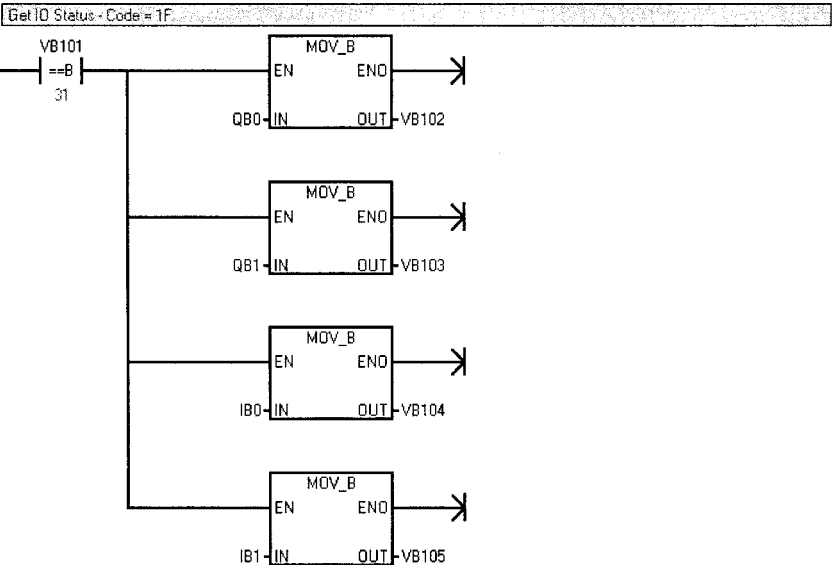 Get IO Status - Code = 1F
VB101
==B
31
MOV_B
EN ENO
QB0 IN OUT VB102
MOV_B
EN ENO
QB1 IN OUT VB103
MOV_B
EN ENO
IB0 IN OUT VB104
MOV_B
EN ENO
IB1 IN OUT VB105